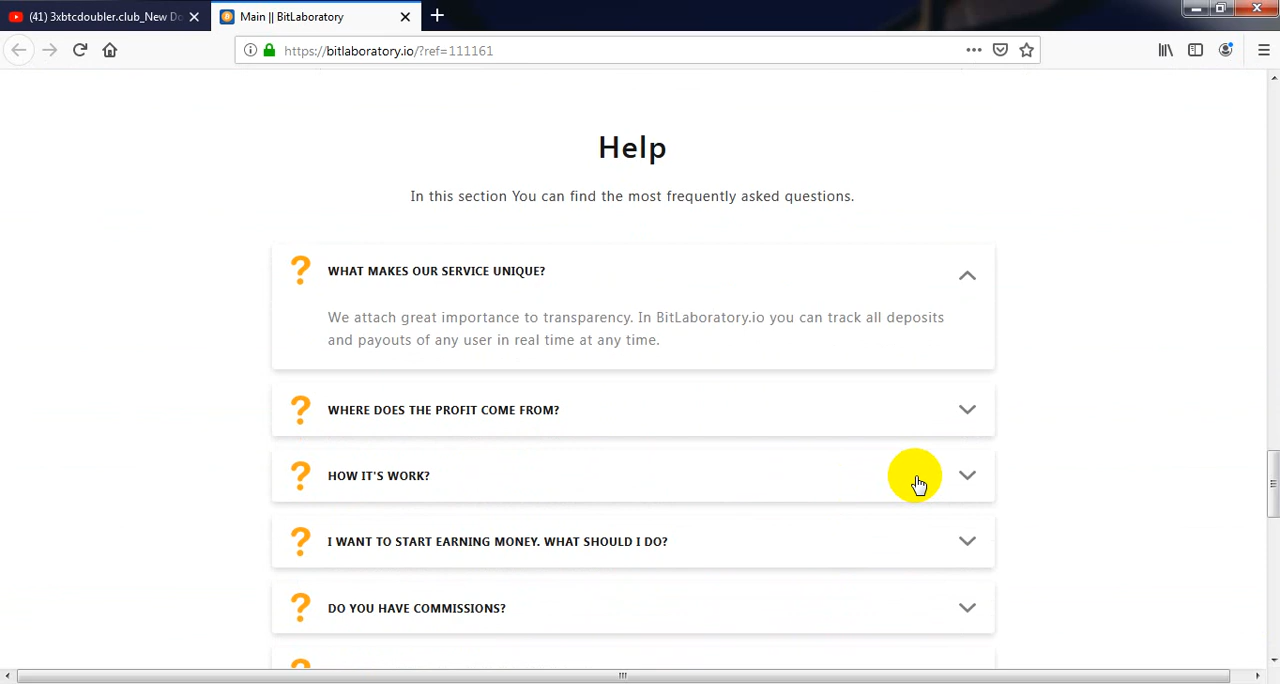 (41) 3xbtcdoubler.club_New Do
Main || BitLaboratory
https://bitlaboratory.io/?ref=111161
Help
In this section You can find the most frequently asked questions.
WHAT MAKES OUR SERVICE UNIQUE?
We attach great importance to transparency. In BitLaboratory.io you can track all deposits
and payouts of any user in real time at any time.
WHERE DOES THE PROFIT COME FROM?
HOW IT'S WORK?
I WANT TO START EARNING MONEY. WHAT SHOULD I DO?
DO YOU HAVE COMMISSIONS?